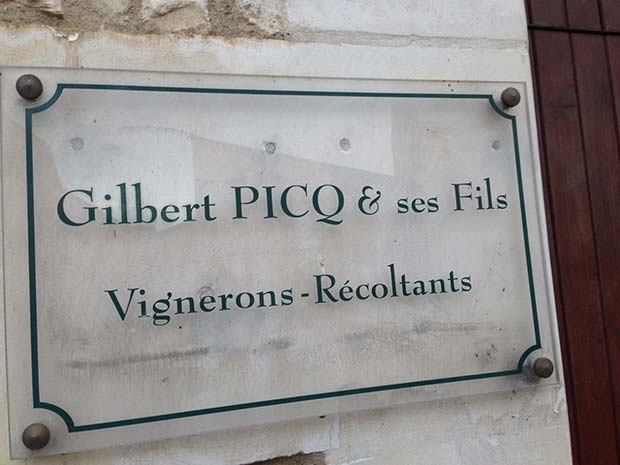 Gilbert PICQ & ses Fils
Vignerons-Récoltants